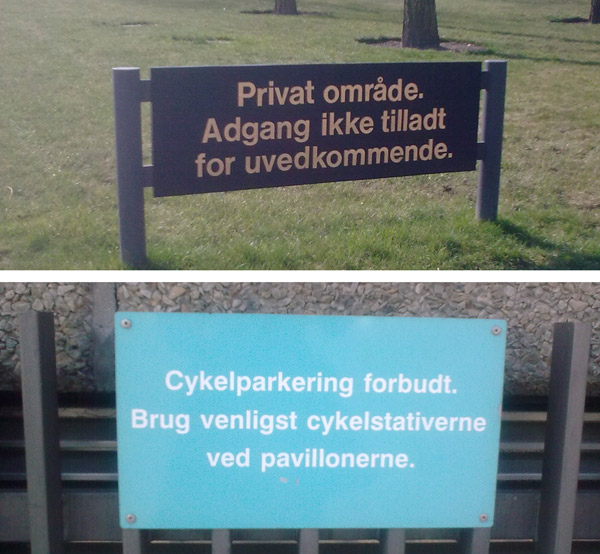 Privat område.
Adgang ikke tilladt
for uvedkommende.
Cykelparkering forbudt.
Brug venligst cykelstativerne
ved pavillonerne.